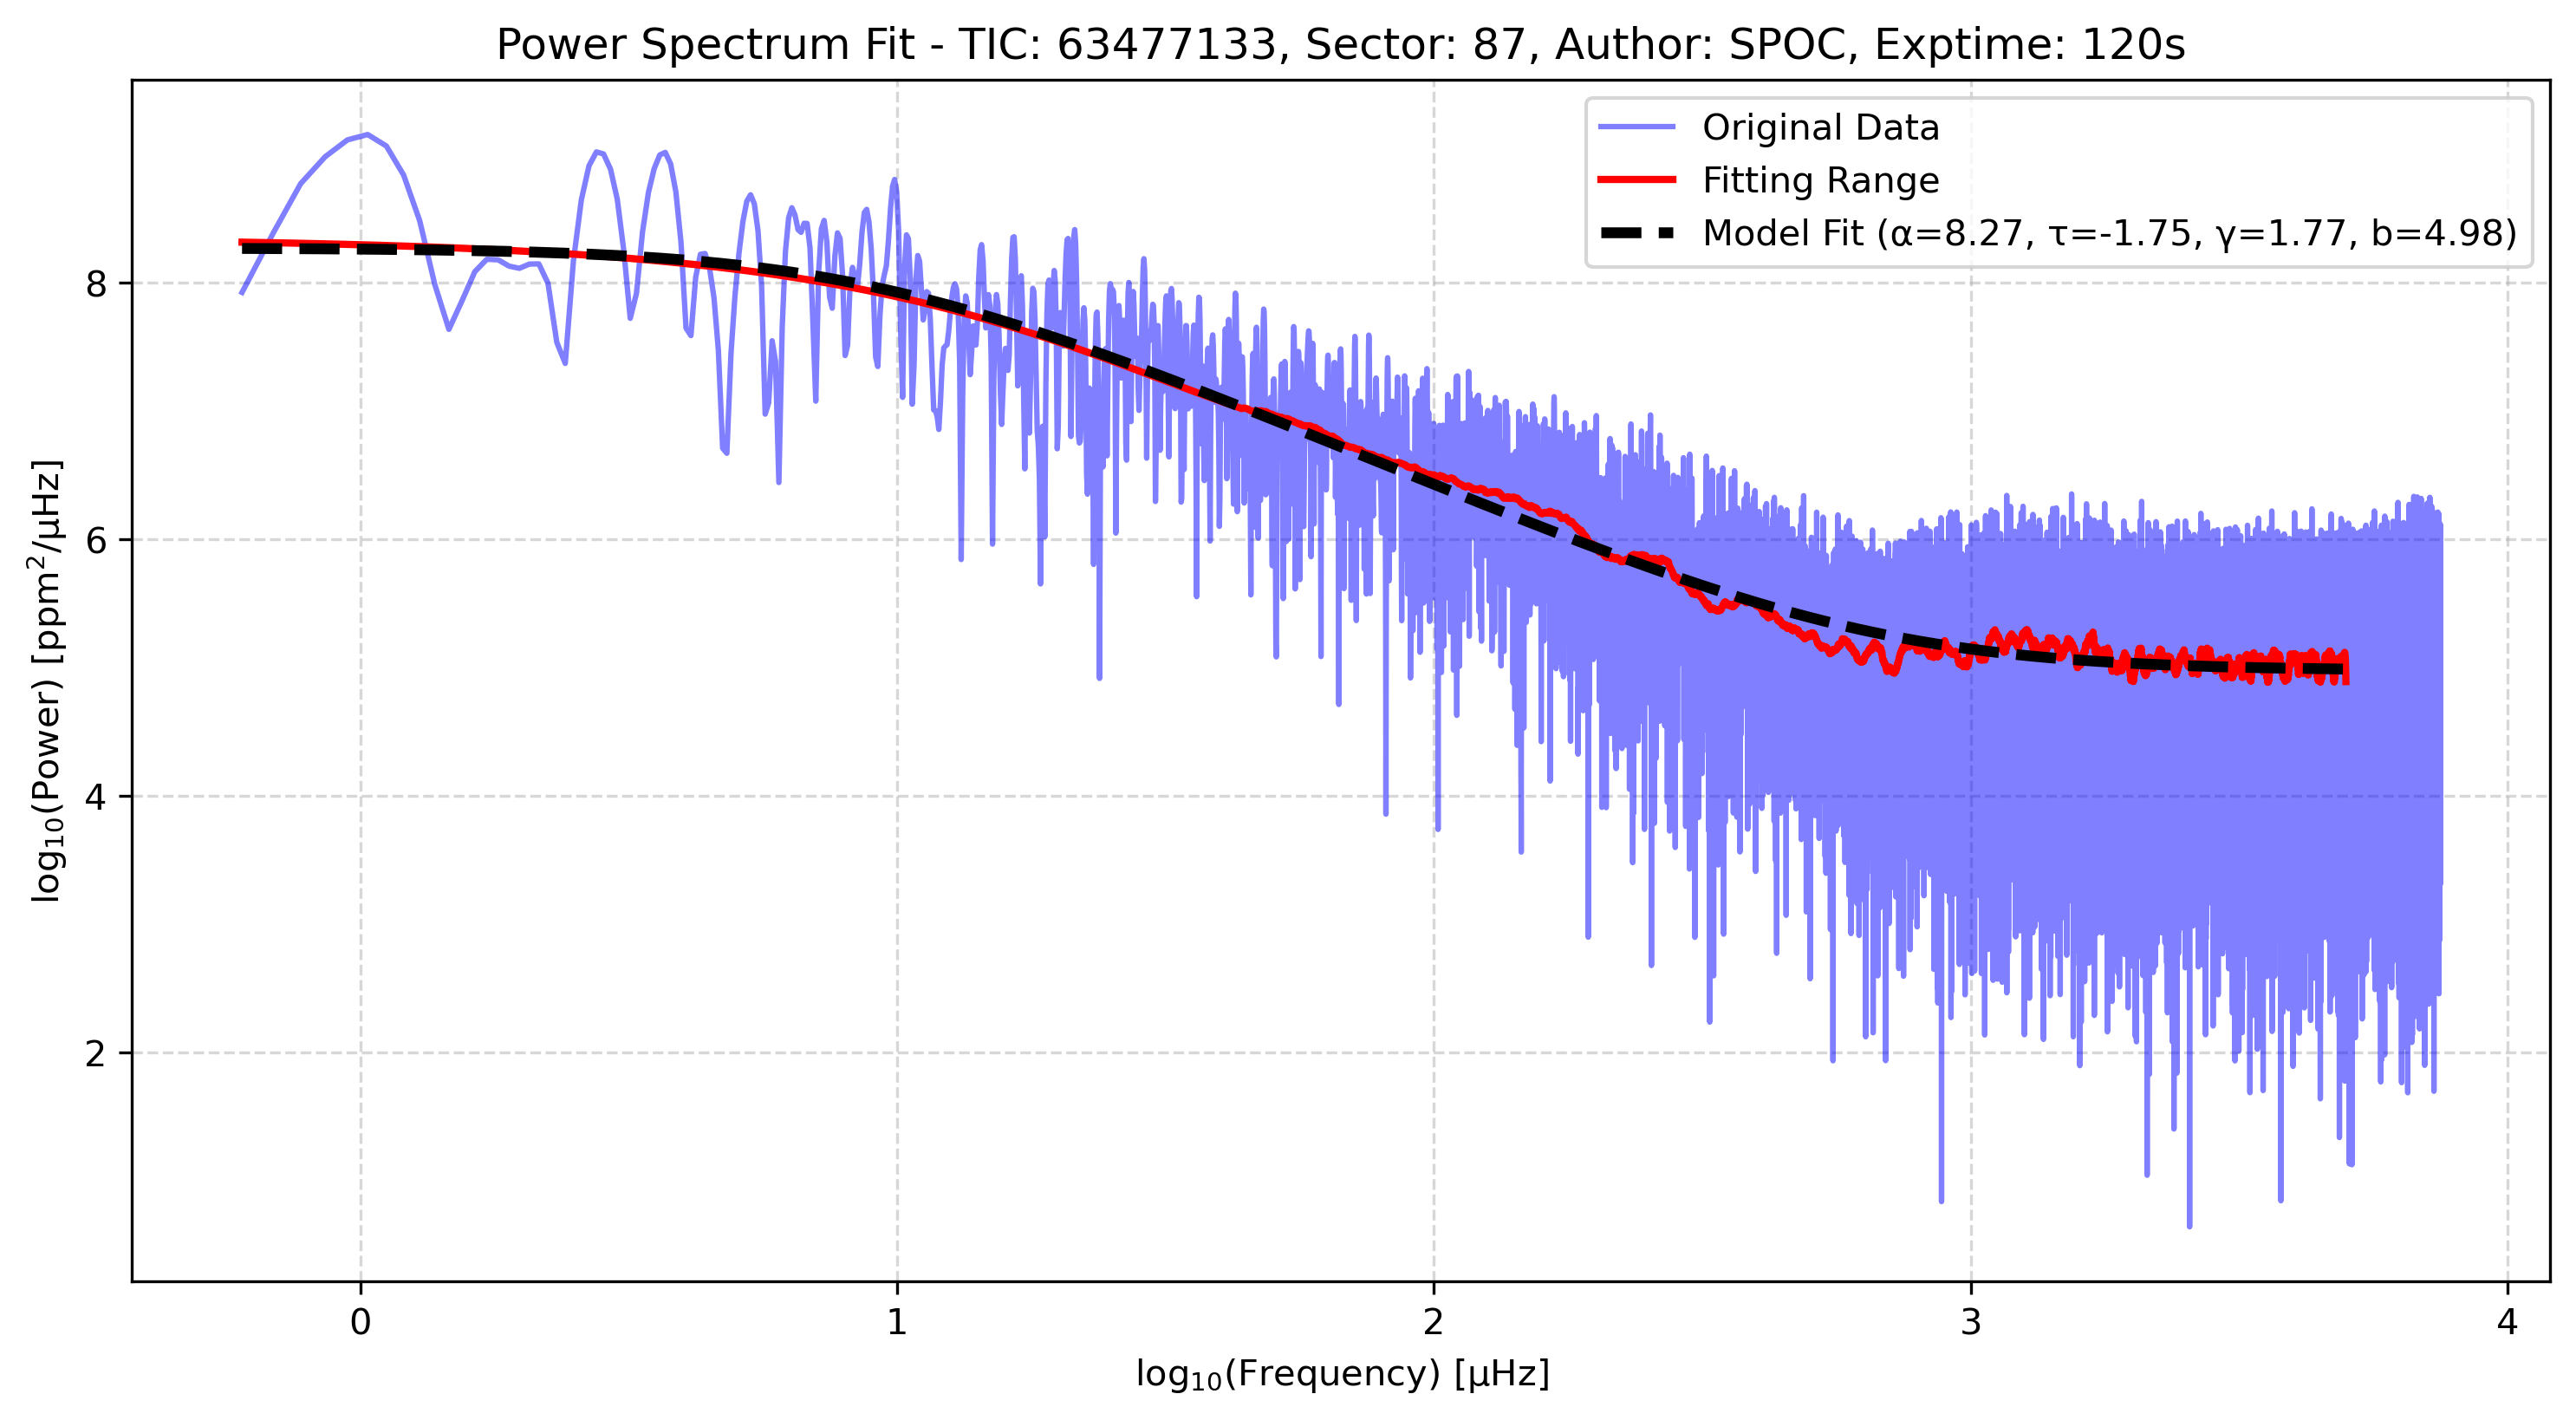 Power Spectrum Fit - TIC: 63477133, Sector: 87, Author: SPOC, Exptime: 120s
Original Data
Fitting Range
Model Fit (α=8.27, τ=-1.75, γ=1.77, b=4.98)
log₁₀(Power) [ppm²/μHz]
8
6
4
2
0 1 2 3 4
log₁₀(Frequency) [μHz]